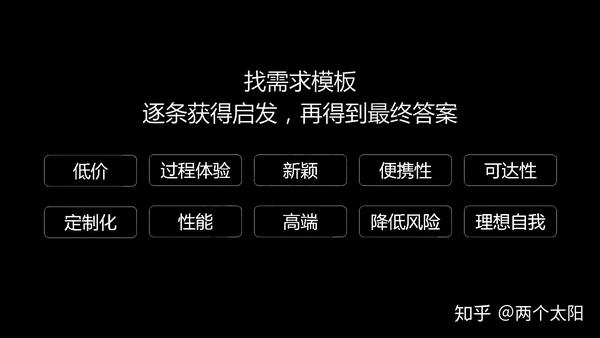 找需求模板
逐条获得启发，再得到最终答案
低价 过程体验 新颖 便携性 可达性
定制化 性能 高端 降低风险 理想自我
知乎 @两个太阳